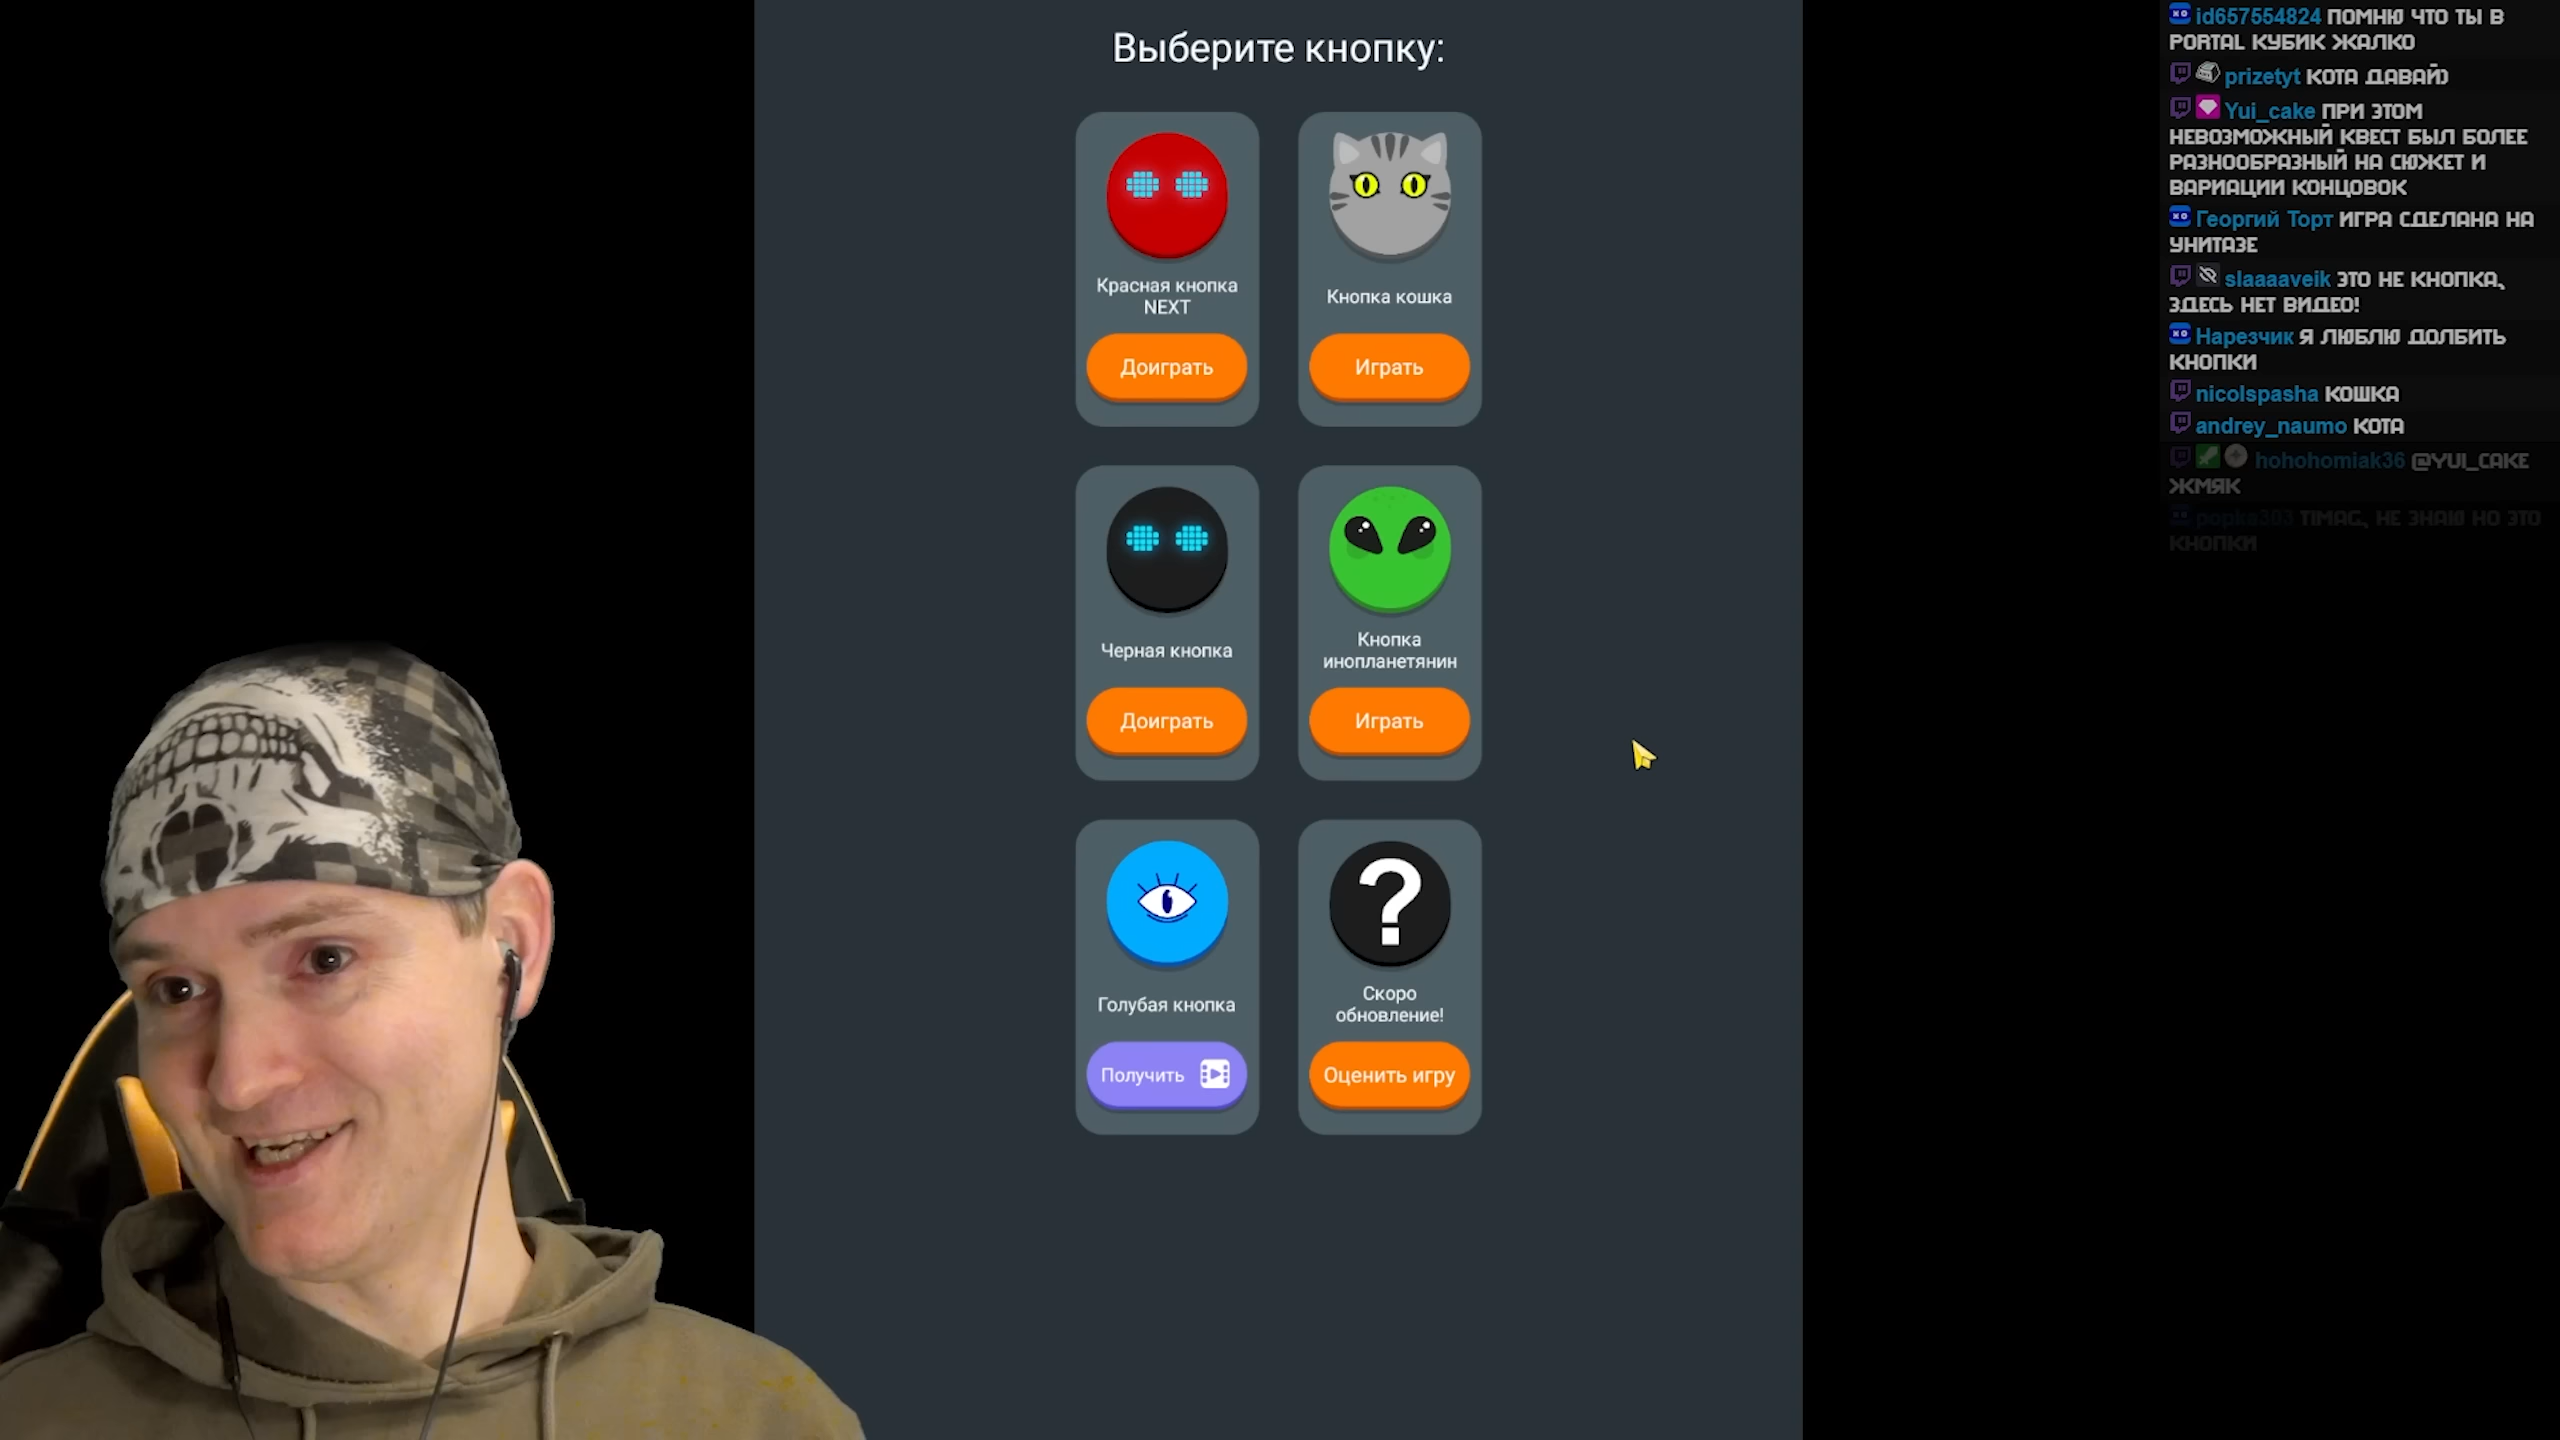 Выберите кнопку:
Красная кнопка
NEXT
Доиграть
Кнопка кошка
Играть
Черная кнопка
Доиграть
Кнопка
инопланетянин
Играть
Голубая кнопка
Получить
?
Скоро
обновление!
Оценить игру
id657554824 ПОМНЮ ЧТО ТЫ В
PORTAL КУБИК ЖАЛКО
prizetyt КОТА ДАВАЙ)
Yui_cake ПРИ ЭТОМ
НЕВОЗМОЖНЫЙ КВЕСТ БЫЛ БОЛЕЕ
РАЗНООБРАЗНЫЙ НА СЮЖЕТ И
ВАРИАЦИИ КОНЦОВОК
Георгий Торт ИГРА СДЕЛАНА НА
УНИТАЗЕ
slaaaaveik ЭТО НЕ КНОПКА,
ЗДЕСЬ НЕТ ВИДЕО!
Нарезчик Я ЛЮБЛЮ ДОЛБИТЬ
КНОПКИ
nicolspasha КОШКА
andrey_naumo КОТА
hohohomiak36 @YUI_CAKE
ЖМЯК
popka303 TIMAG, НЕ ЗНАЮ НО ЭТО
КНОПКИ